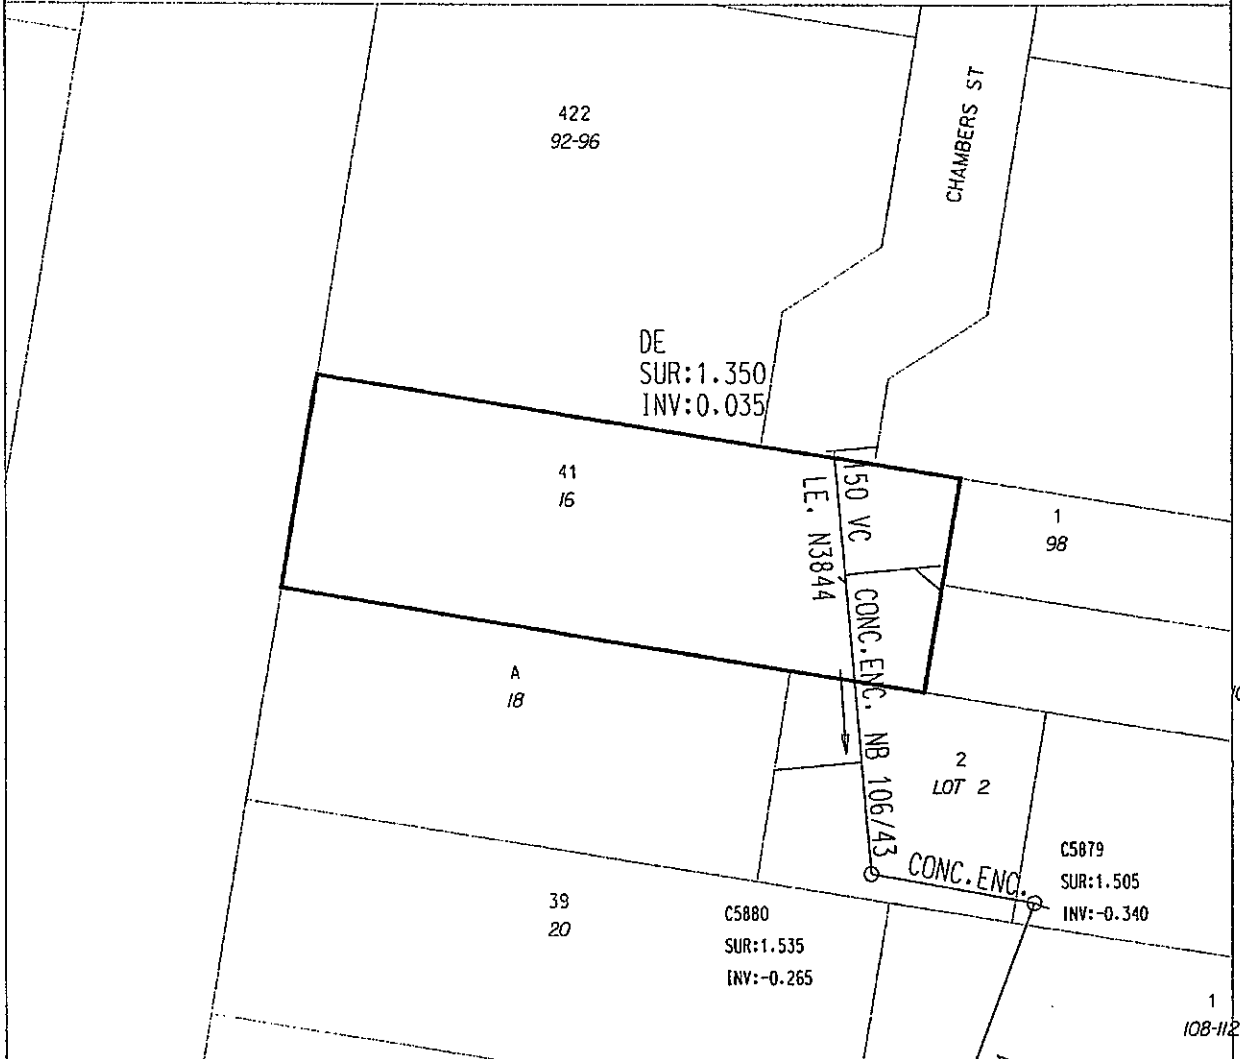 422
92-96
CHAMBERS ST
DE
SUR:1.350
INV:0.035
41
16
150 VC
LE. N3844
1
98
CONC.ENC. NB 106/43
A
18
2
LOT 2
CONC.ENC.
C5879
SUR:1.505
INV:-0.340
39
20
C5880
SUR:1.535
INV:-0.265
1
108-112